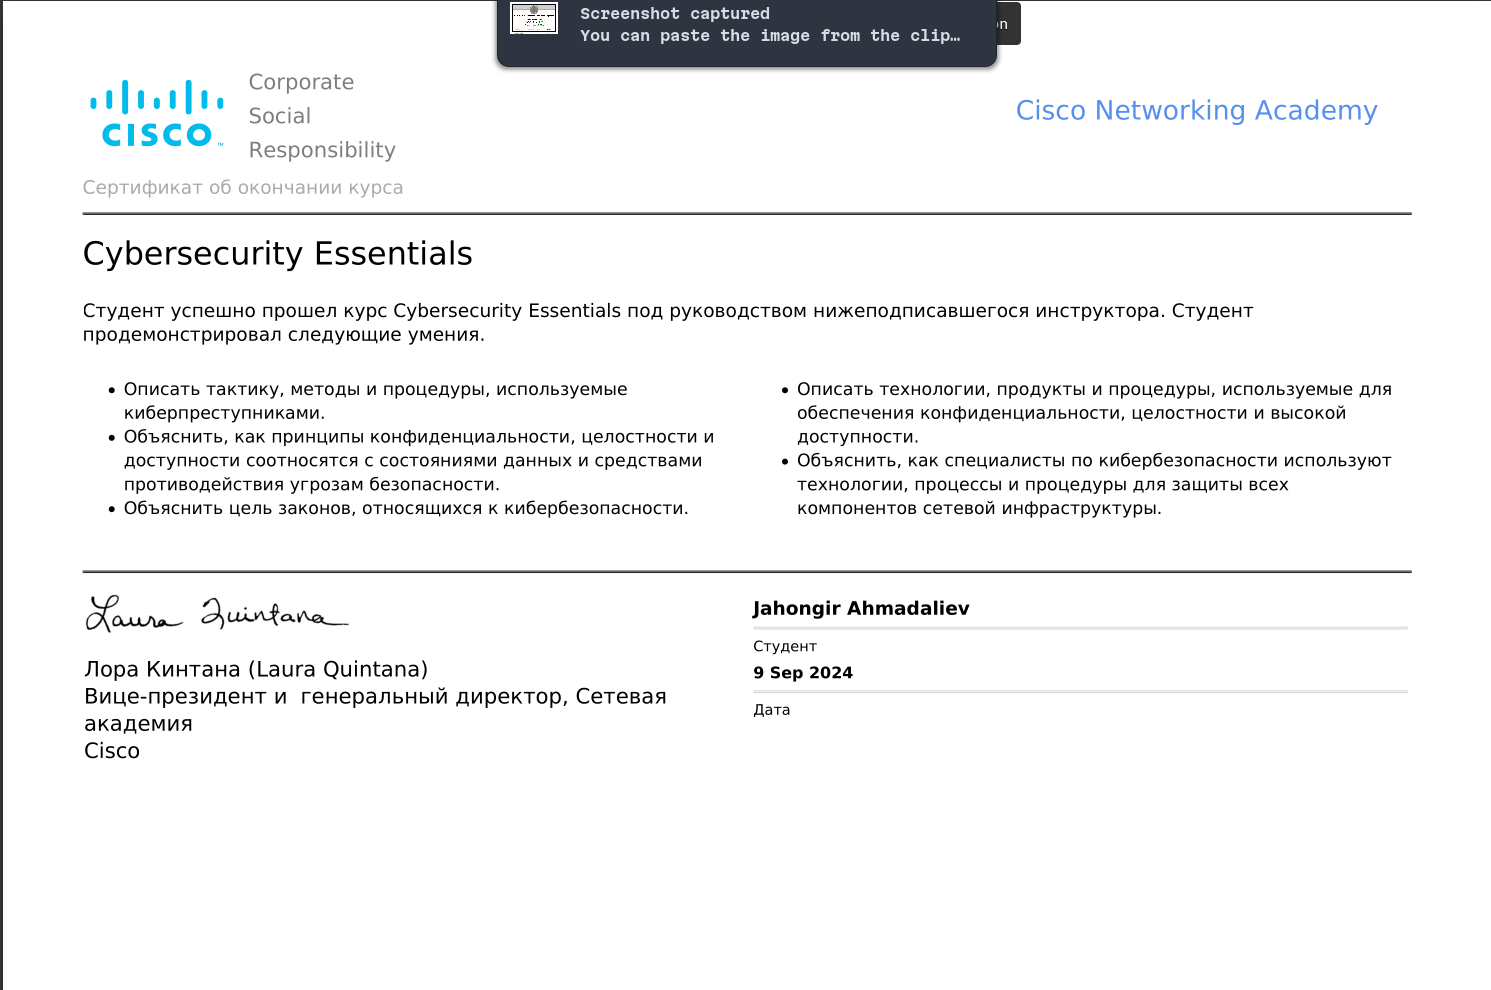 Screenshot captured
You can paste the image from the clip…
on
Corporate
Social
Responsibility
CISCO™
Cisco Networking Academy
Сертификат об окончании курса
Cybersecurity Essentials
Студент успешно прошел курс Cybersecurity Essentials под руководством нижеподписавшегося инструктора. Студент
продемонстрировал следующие умения.
• Описать тактику, методы и процедуры, используемые
киберпреступниками.
• Объяснить, как принципы конфиденциальности, целостности и
доступности соотносятся с состояниями данных и средствами
противодействия угрозам безопасности.
• Объяснить цель законов, относящихся к кибербезопасности.
• Описать технологии, продукты и процедуры, используемые для
обеспечения конфиденциальности, целостности и высокой
доступности.
• Объяснить, как специалисты по кибербезопасности используют
технологии, процессы и процедуры для защиты всех
компонентов сетевой инфраструктуры.
Laura Quintana
Лора Кинтана (Laura Quintana)
Вице-президент и  генеральный директор, Сетевая
академия
Cisco
Jahongir Ahmadaliev
Студент
9 Sep 2024
Дата